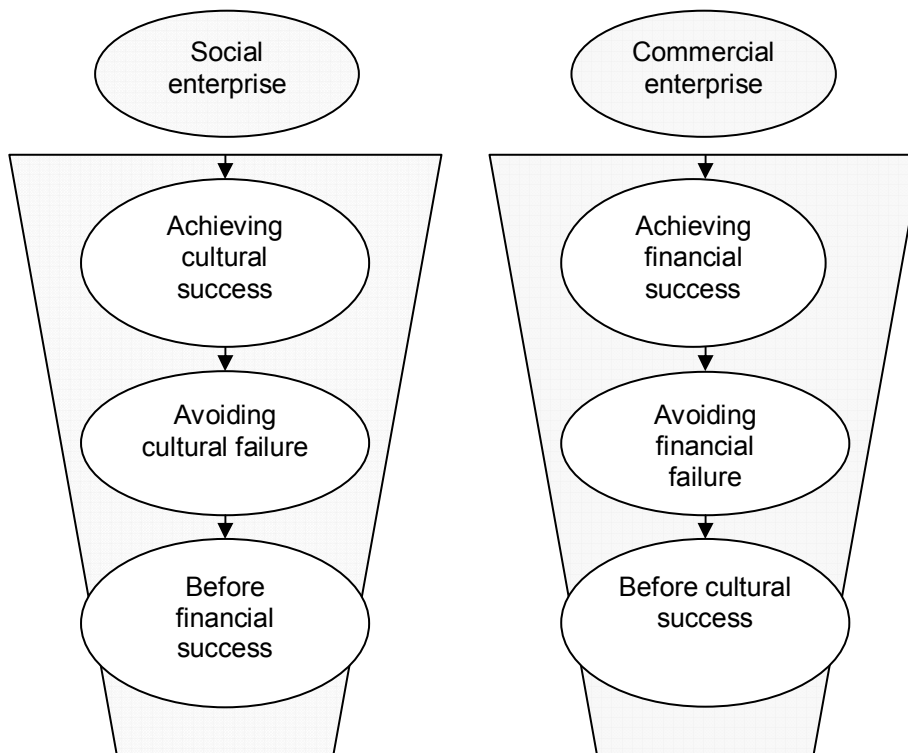 Social
enterprise
Achieving
cultural
success
Avoiding
cultural failure
Before
financial
success
Commercial
enterprise
Achieving
financial
success
Avoiding
financial
failure
Before cultural
success